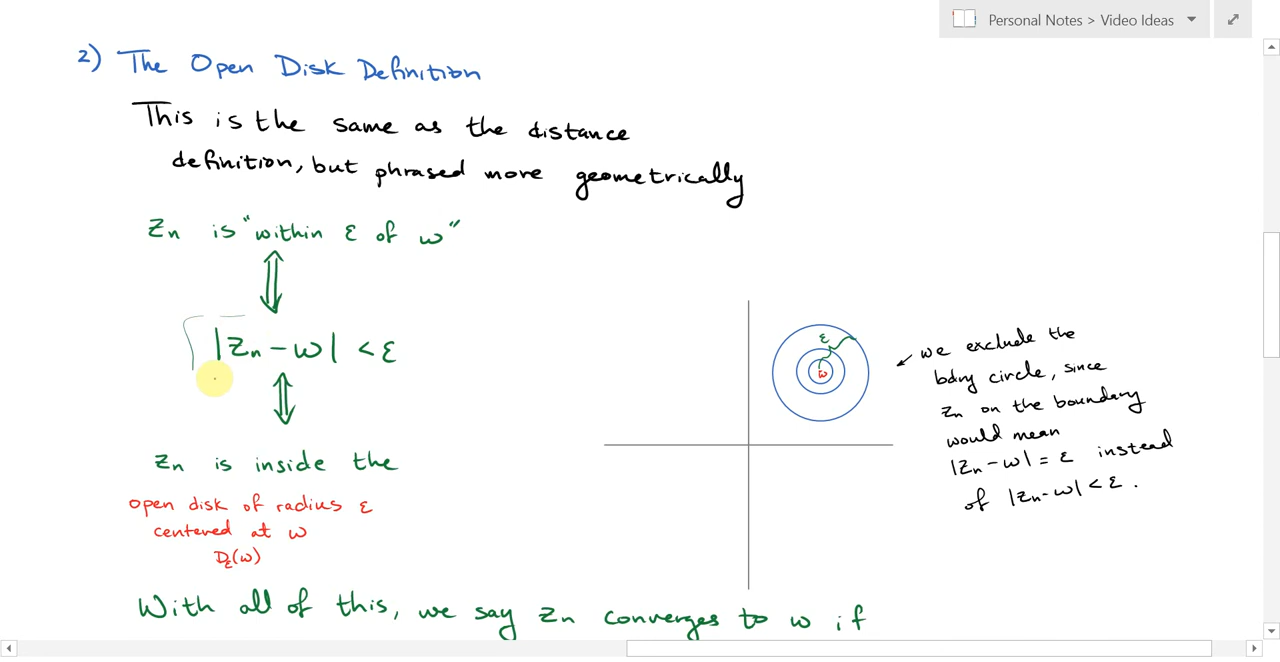 Personal Notes > Video Ideas
2) The Open Disk Definition
This is the same as the distance
definition, but phrased more geometrically
Zn is "within ε of w"
|Zn - w| < ε
Zn is inside the
open disk of radius ε
centered at w
Dε(w)
ε
w
we exclude the
bdry circle, since
Zn on the boundary
would mean
|Zn - w| = ε instead
of |Zn - w| < ε.
With all of this, we say Zn converges to w if